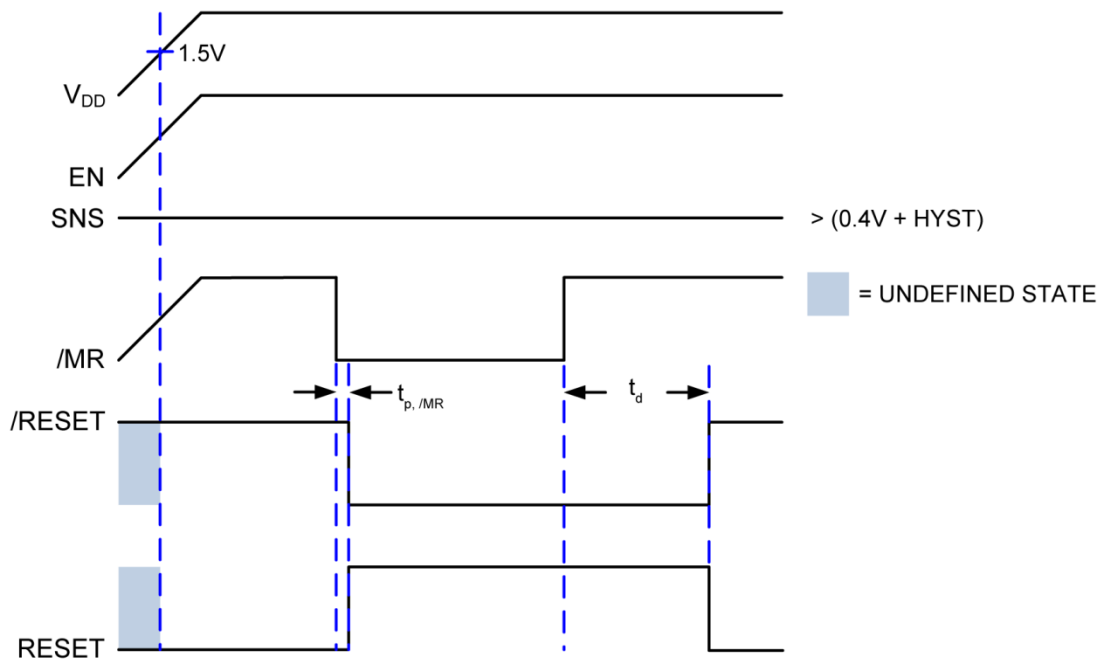 1.5V
VDD
EN
SNS
> (0.4V + HYST)
= UNDEFINED STATE
/MR
tp, /MR
td
/RESET
RESET